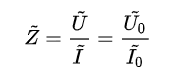 Z̃ = Ũ / Ĩ = Ũ₀ / Ĩ₀